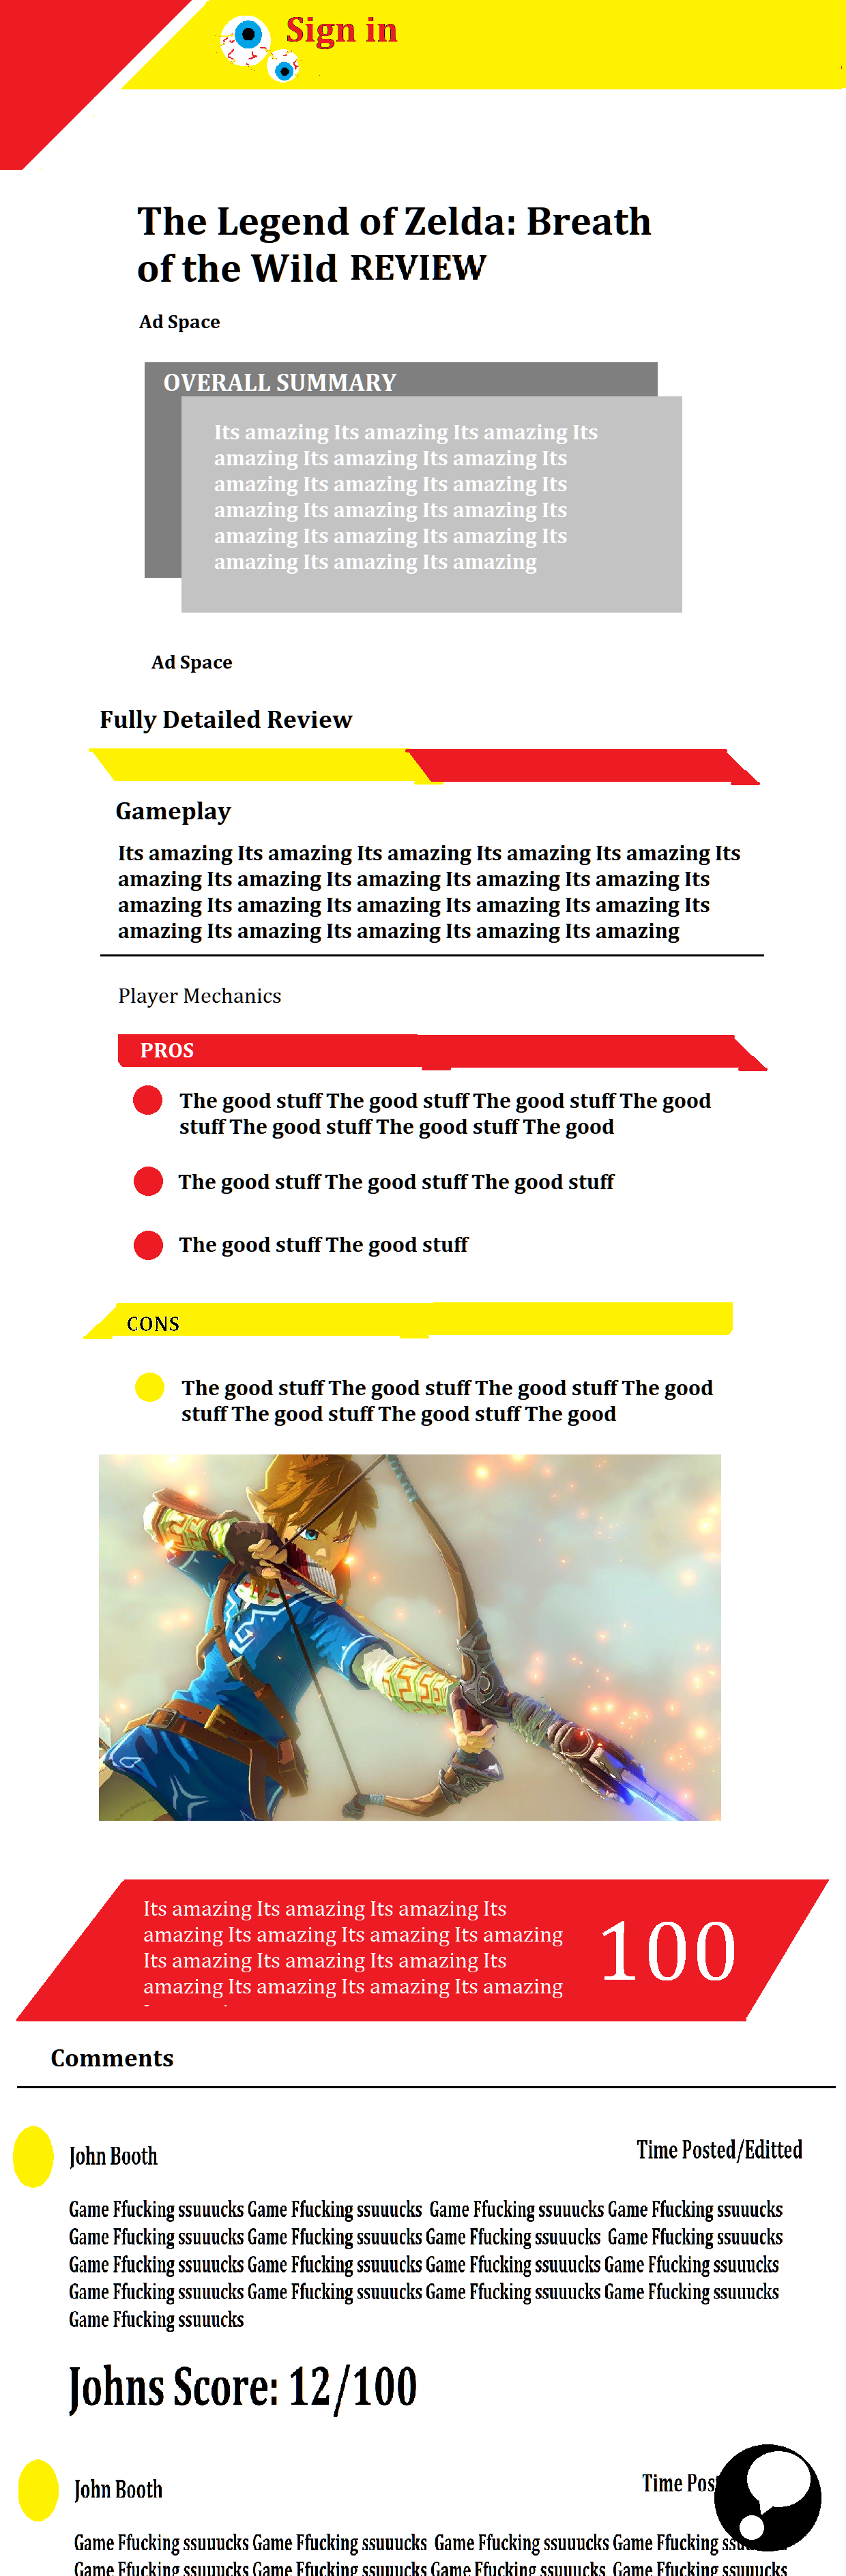 Sign in
The Legend of Zelda: Breath
of the Wild REVIEW
Ad Space
OVERALL SUMMARY
Its amazing Its amazing Its amazing Its
amazing Its amazing Its amazing Its
amazing Its amazing Its amazing Its
amazing Its amazing Its amazing Its
amazing Its amazing Its amazing Its
amazing Its amazing Its amazing
Ad Space
Fully Detailed Review
Gameplay
Its amazing Its amazing Its amazing Its amazing Its amazing Its
amazing Its amazing Its amazing Its amazing Its amazing Its
amazing Its amazing Its amazing Its amazing Its amazing Its
amazing Its amazing Its amazing Its amazing Its amazing
Player Mechanics
PROS
The good stuff The good stuff The good stuff The good
stuff The good stuff The good stuff The good
The good stuff The good stuff The good stuff
The good stuff The good stuff
CONS
The good stuff The good stuff The good stuff The good
stuff The good stuff The good stuff The good
Its amazing Its amazing Its amazing Its
amazing Its amazing Its amazing Its amazing
Its amazing Its amazing Its amazing Its
amazing Its amazing Its amazing Its amazing
100
Comments
John Booth
Time Posted/Editted
Game Ffucking ssuuucks Game Ffucking ssuuucks Game Ffucking ssuuucks Game Ffucking ssuuucks
Game Ffucking ssuuucks Game Ffucking ssuuucks Game Ffucking ssuuucks Game Ffucking ssuuucks
Game Ffucking ssuuucks Game Ffucking ssuuucks Game Ffucking ssuuucks Game Ffucking ssuuucks
Game Ffucking ssuuucks Game Ffucking ssuuucks Game Ffucking ssuuucks Game Ffucking ssuuucks
Game Ffucking ssuuucks
Johns Score: 12/100
John Booth
Time
Game Ffucking ssuuucks Game Ffucking ssuuucks Game Ffucking ssuuucks Game Ffucking
Game Ffucking ssuuucks Game Ffucking ssuuucks Game Ffucking ssuuucks Game Ffucking ssuuucks